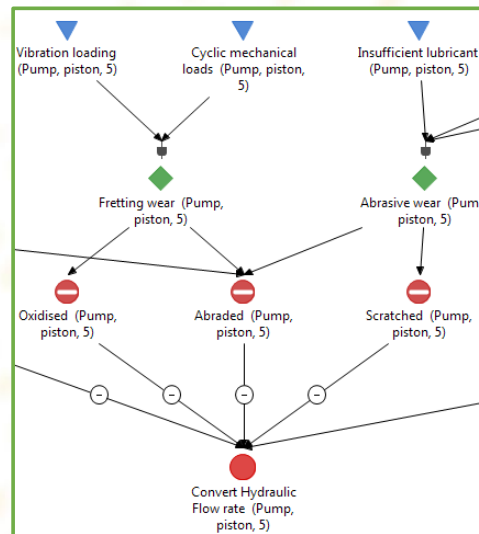 Vibration loading
(Pump, piston, 5)
Cyclic mechanical
loads (Pump, piston,
5)
Insufficient lubricant
(Pump, piston, 5)
Fretting wear (Pump,
piston, 5)
Abrasive wear (Pum
piston, 5)
Oxidised (Pump,
piston, 5)
Abraded (Pump,
piston, 5)
Scratched (Pump,
piston, 5)
-
-
-
-
Convert Hydraulic
Flow rate (Pump,
piston, 5)